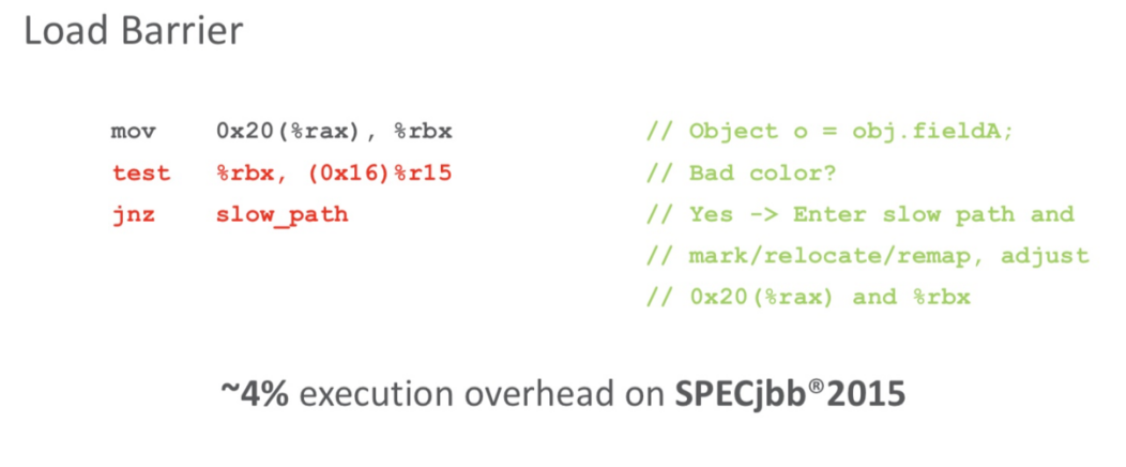 Load Barrier
mov 0x20(%rax), %rbx // Object o = obj.fieldA;
test %rbx, (0x16)%r15 // Bad color?
jnz slow_path // Yes -> Enter slow path and
// mark/relocate/remap, adjust
// 0x20(%rax) and %rbx
~4% execution overhead on SPECjbb®2015